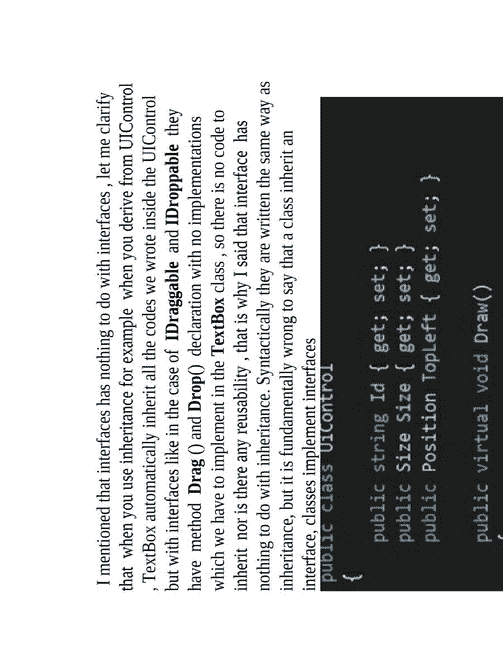 I mentioned that interfaces has nothing to do with interfaces , let me clarify
that when you use inheritance for example when you derive from UIControl
, TextBox automatically inherit all the codes we wrote inside the UIControl
but with interfaces like in the case of IDraggable and IDroppable they
have method Drag () and Drop() declaration with no implementations
which we have to implement in the TextBox class , so there is no code to
inherit nor is there any reusability , that is why I said that interface has
nothing to do with inheritance. Syntactically they are written the same way as
inheritance, but it is fundamentally wrong to say that a class inherit an
interface, classes implement interfaces
public class UIControl
{
public string Id { get; set; }
public Size Size { get; set; }
public Position TopLeft { get; set; }
public virtual void Draw()